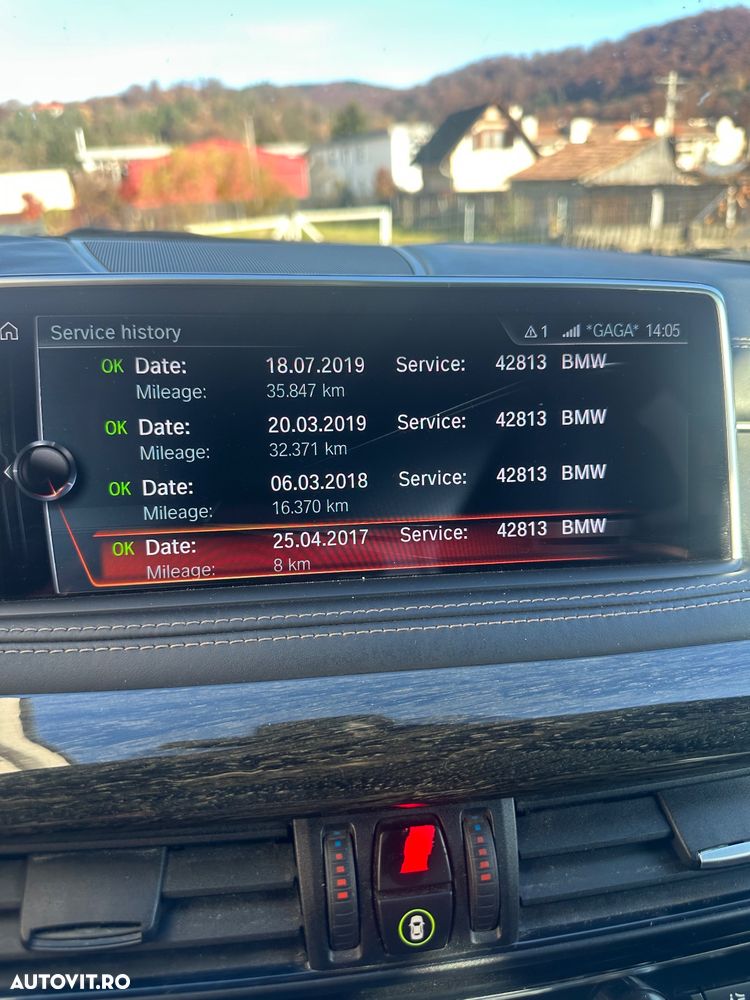 Service history 1 *GAGA* 14:05
OK Date: 18.07.2019 Service: 42813 BMW
Mileage: 35.847 km
OK Date: 20.03.2019 Service: 42813 BMW
Mileage: 32.371 km
OK Date: 06.03.2018 Service: 42813 BMW
Mileage: 16.370 km
OK Date: 25.04.2017 Service: 42813 BMW
Mileage: 8 km
AUTOVIT.RO